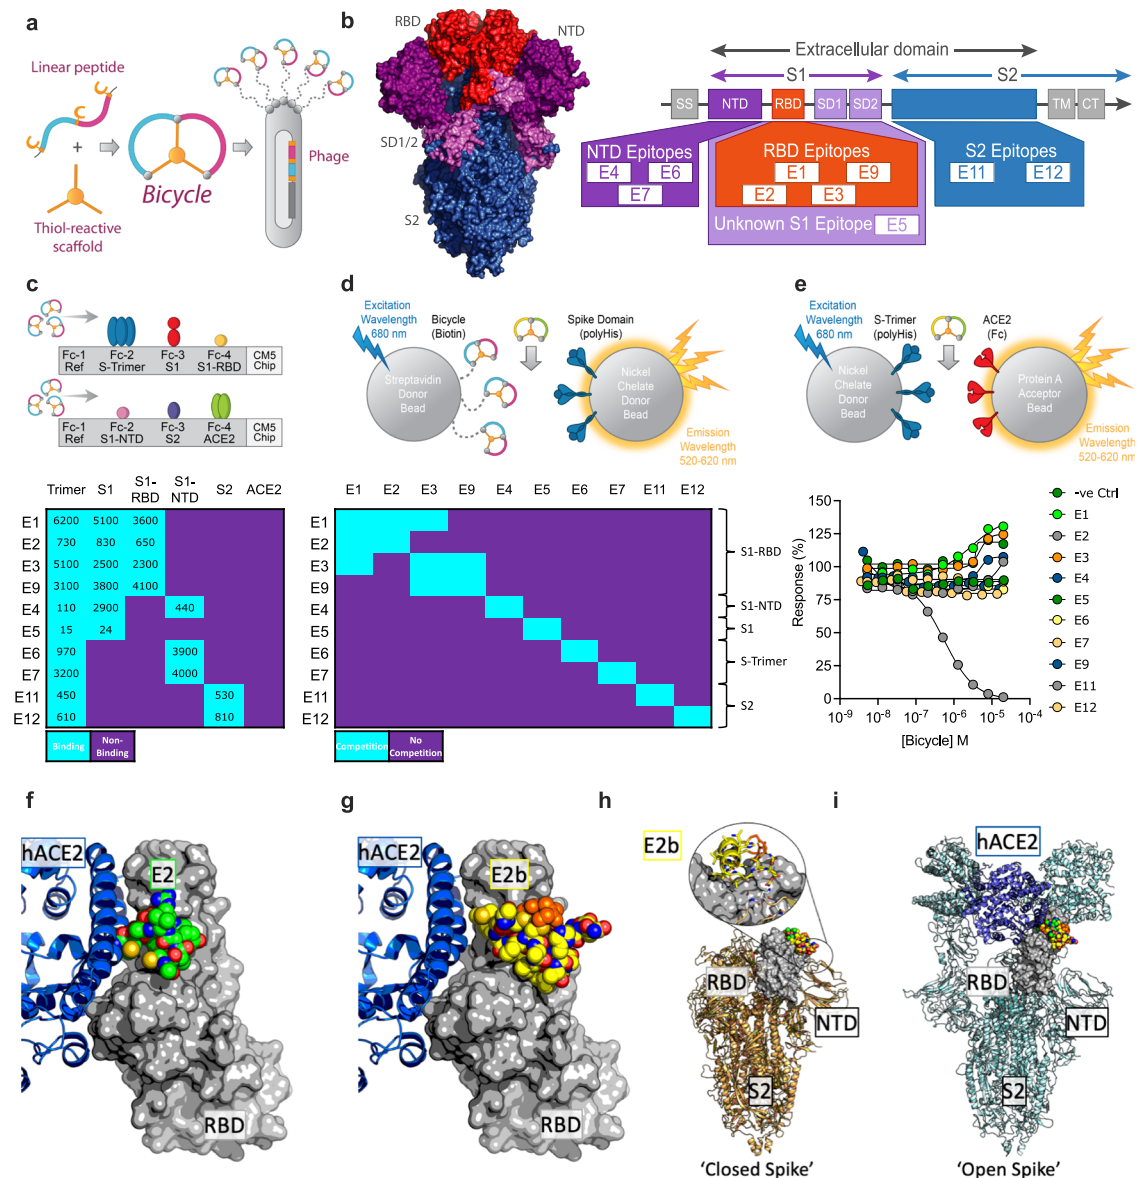 a
Linear peptide
+
Thiol-reactive
scaffold
Bicycle
Phage
b
RBD
NTD
SD1/2
S2
Extracellular domain
S1
S2
SS
NTD
RBD
SD1
SD2
TM
CT
NTD Epitopes
E4
E6
E7
RBD Epitopes
E1
E9
E2
E3
Unknown S1 Epitope
E5
S2 Epitopes
E11
E12
c
Fc-1
Ref
Fc-2
S-Trimer
Fc-3
S1
Fc-4
S1-RBD
CM5
Chip
Fc-1
Ref
Fc-2
S1-NTD
Fc-3
S2
Fc-4
ACE2
CM5
Chip
Trimer S1 S1-RBD S1-NTD S2 ACE2
E1 6200 5100 3600
E2 730 830 650
E3 5100 2500 2300
E9 3100 3800 4100
E4 110 2900 440
E5 15 24
E6 970 3900
E7 3200 4000
E11 450 530
E12 610 810
Binding
Non-
Binding
d
Excitation
Wavelength
680 nm
Bicycle
(Biotin)
Spike Domain
(polyHis)
Streptavidin
Donor
Bead
Nickel
Chelate
Donor
Bead
Emission
Wavelength
520-620 nm
E1 E2 E3 E9 E4 E5 E6 E7 E11 E12
E1
E2
E3
E9
E4
E5
E6
E7
E11
E12
S1-RBD
S1-NTD
S1
S-Trimer
S2
Competition
No
Competition
e
Excitation
Wavelength
680 nm
S-Trimer
(polyHis)
ACE2
(Fc)
Nickel
Chelate
Donor
Bead
Protein A
Acceptor
Bead
Emission
Wavelength
520-620 nm
Response (%)
150
125
100
75
50
25
0
10⁻⁹ 10⁻⁸ 10⁻⁷ 10⁻⁶ 10⁻⁵ 10⁻⁴
[Bicycle] M
-ve Ctrl
E1
E2
E3
E4
E5
E6
E7
E9
E11
E12
f
hACE2
E2
RBD
g
hACE2
E2b
RBD
h
E2b
RBD
NTD
S2
'Closed Spike'
i
hACE2
RBD
NTD
S2
'Open Spike'